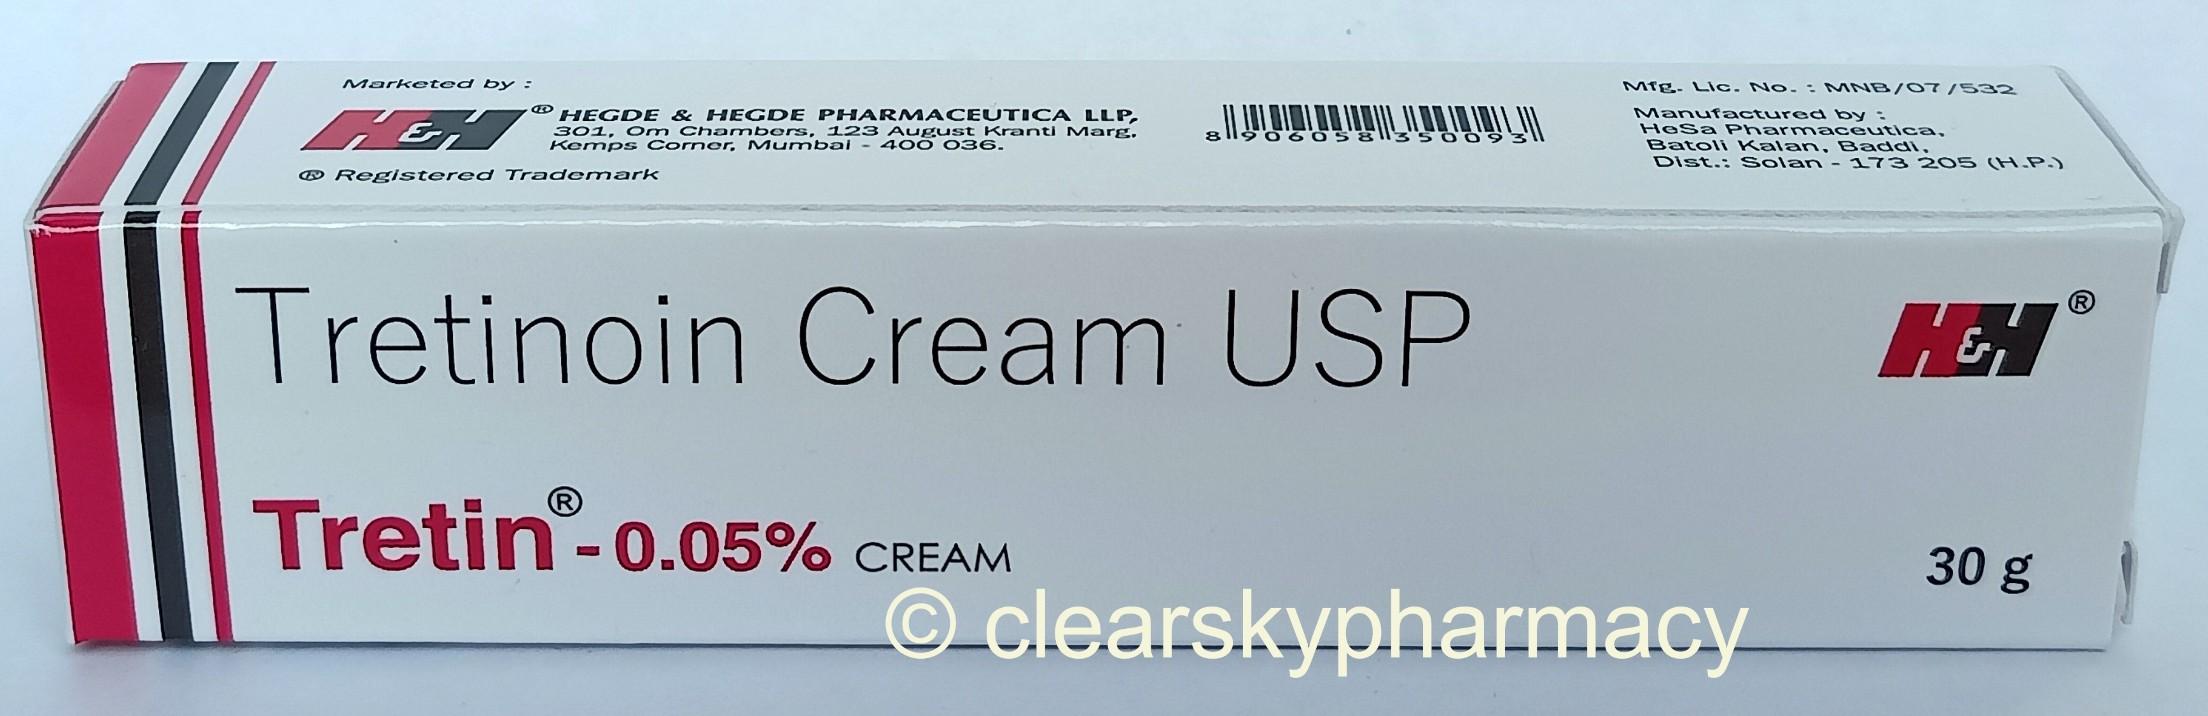 Marketed by :
H&H® HEGDE & HEGDE PHARMACEUTICA LLP,
301, Om Chambers, 123 August Kranti Marg,
Kemps Corner, Mumbai - 400 036.
® Registered Trademark
8 906058 350093
Mfg. Lic. No. : MNB/07/532
Manufactured by :
HeSa Pharmaceutica,
Batoli Kalan, Baddi,
Dist.: Solan - 173 205 (H.P.)
Tretinoin Cream USP
H&H®
Tretin® - 0.05% CREAM
30 g
© clearskypharmacy